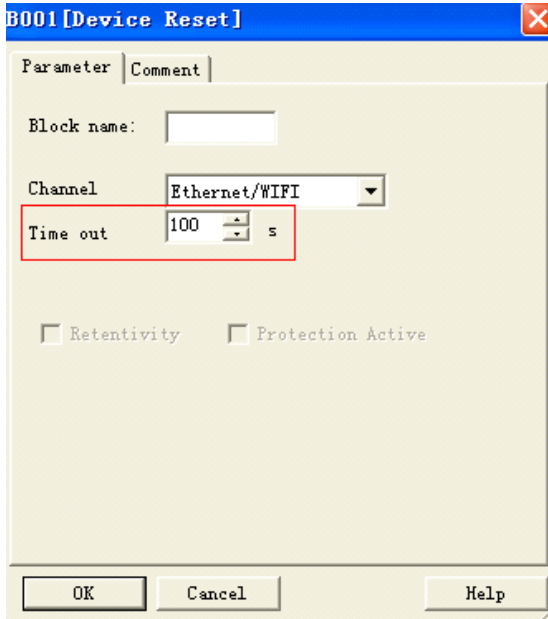 B001[Device Reset]
Parameter Comment
Block name:
Channel Ethernet/WIFI
Time out 100 s
Retentivity Protection Active
OK Cancel Help